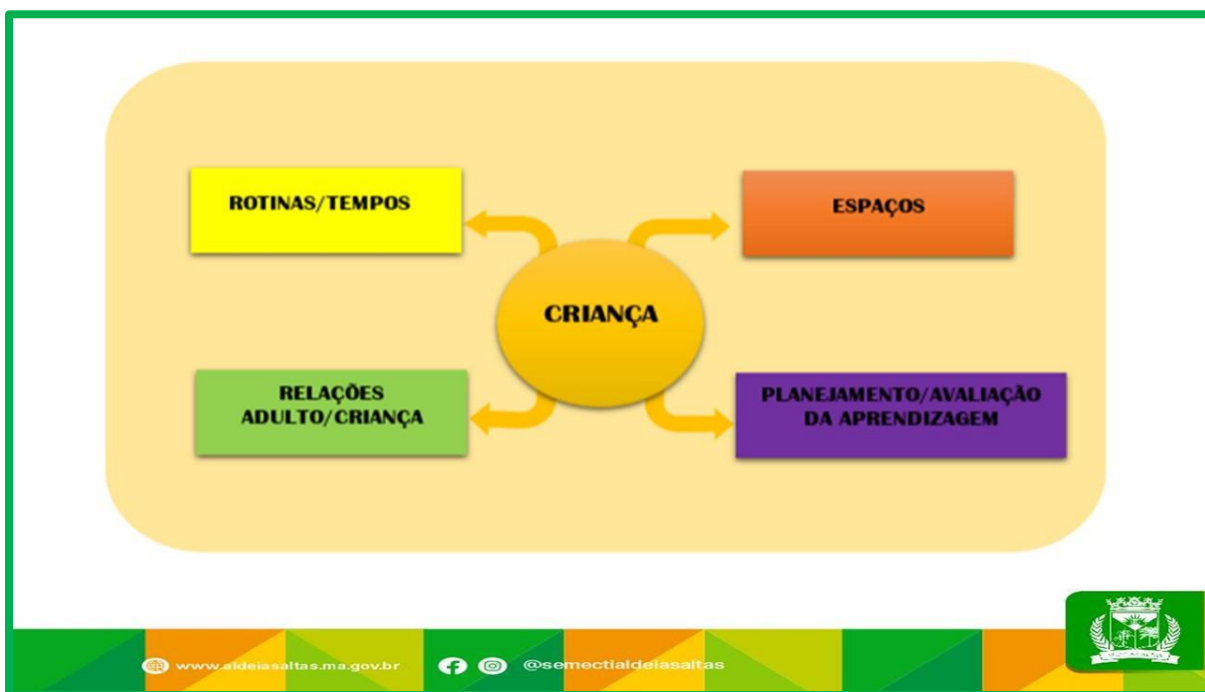 ROTINAS/TEMPOS
ESPAÇOS
CRIANÇA
RELAÇÕES
ADULTO/CRIANÇA
PLANEJAMENTO/AVALIAÇÃO
DA APRENDIZAGEM
www.aldeiasaltas.ma.gov.br
@semectialdeiasaltas